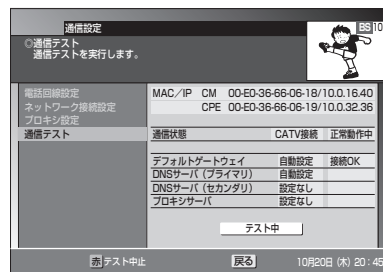 通信設定
BS 10
◎通信テスト
通信テストを実行します。
電話回線設定
ネットワーク接続設定
プロキシ設定
通信テスト
MAC/IP CM 00-E0-36-66-06-18/10.0.16.40
CPE 00-E0-36-66-06-19/10.0.32.36
通信状態 CATV接続 正常動作中
デフォルトゲートウェイ 自動設定 接続OK
DNSサーバ（プライマリ） 自動設定
DNSサーバ（セカンダリ） 設定なし
プロキシサーバ 設定なし
テスト中
赤 テスト中止 戻る 10月20日 (木) 20:45